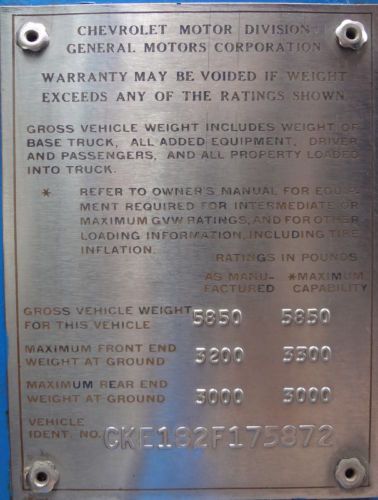 CHEVROLET MOTOR DIVISION
GENERAL MOTORS CORPORATION
WARRANTY MAY BE VOIDED IF WEIGHT
EXCEEDS ANY OF THE RATINGS SHOWN
GROSS VEHICLE WEIGHT INCLUDES WEIGHT OF
BASE TRUCK, ALL ADDED EQUIPMENT, DRIVER
AND PASSENGERS, AND ALL PROPERTY LOADED
INTO TRUCK.
* REFER TO OWNER'S MANUAL FOR EQUIP-
MENT REQUIRED FOR INTERMEDIATE OR
MAXIMUM GVW RATINGS, AND FOR OTHER
LOADING INFORMATION, INCLUDING TIRE
INFLATION.
RATINGS IN POUNDS
AS MANU- *MAXIMUM
FACTURED CAPABILITY
GROSS VEHICLE WEIGHT
FOR THIS VEHICLE 5850 5850
MAXIMUM FRONT END
WEIGHT AT GROUND 3200 3300
MAXIMUM REAR END
WEIGHT AT GROUND 3000 3000
VEHICLE
IDENT. NO. CKE182F175872